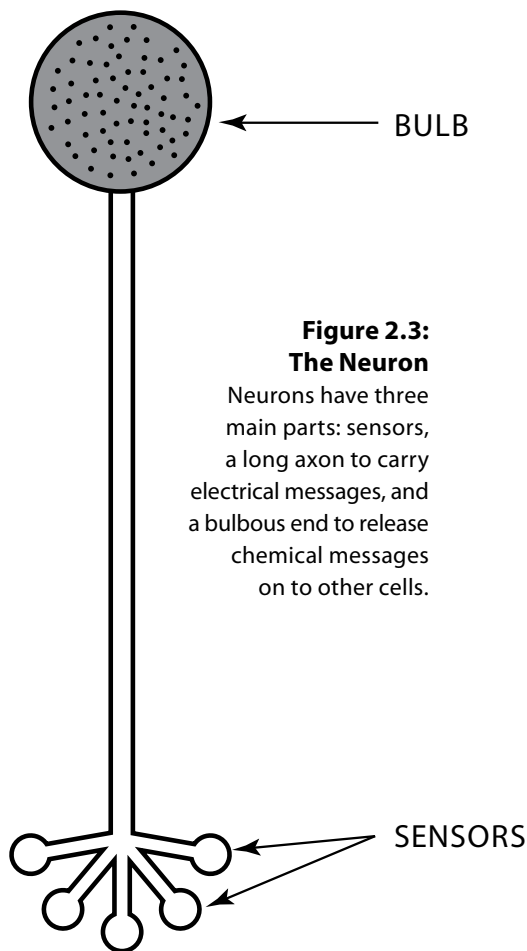 BULB
Figure 2.3:
The Neuron
Neurons have three
main parts: sensors,
a long axon to carry
electrical messages, and
a bulbous end to release
chemical messages
on to other cells.
SENSORS